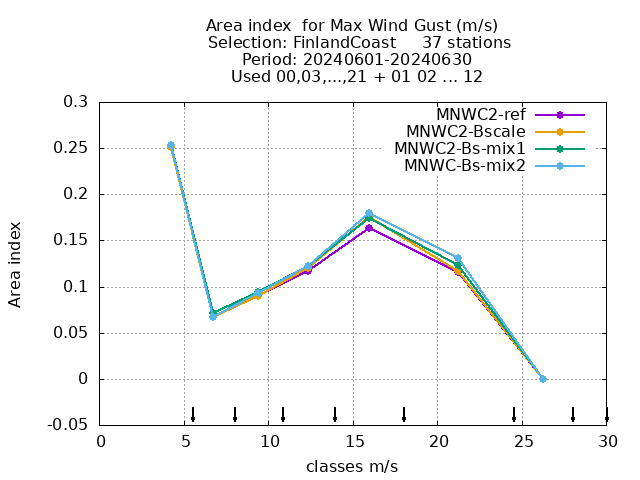 Area index  for Max Wind Gust (m/s)
Selection: FinlandCoast     37 stations
Period: 20240601-20240630
Used 00,03,...,21 + 01 02 ... 12
MNWC2-ref
MNWC2-Bscale
MNWC2-Bs-mix1
MNWC-Bs-mix2
Area index
0.3
0.25
0.2
0.15
0.1
0.05
0
-0.05
0 5 10 15 20 25 30
classes m/s